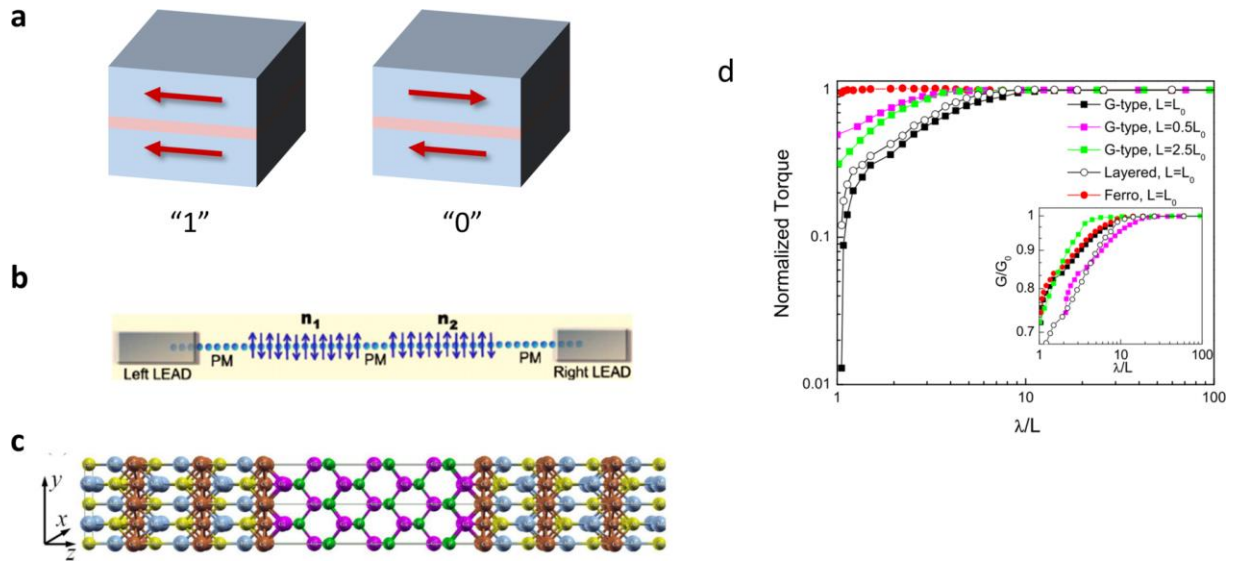 a
"1"
"0"
b
n1
n2
PM
PM
PM
Left LEAD
Right LEAD
c
y
x
z
d
Normalized Torque
1
0.1
0.01
1
10
100
λ/L
G-type, L=L0
G-type, L=0.5L0
G-type, L=2.5L0
Layered, L=L0
Ferro, L=L0
G/G0
1
0.9
0.8
0.7
1
10
100
λ/L